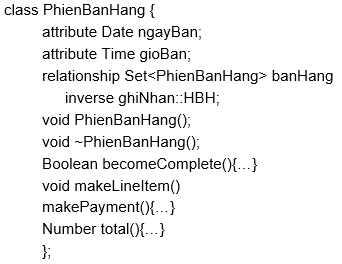 class PhienBanHang {
attribute Date ngayBan;
attribute Time gioBan;
relationship Set<PhienBanHang> banHang
inverse ghiNhan::HBH;
void PhienBanHang();
void ~PhienBanHang();
Boolean becomeComplete(){…}
void makeLineItem()
makePayment(){…}
Number total(){…}
};